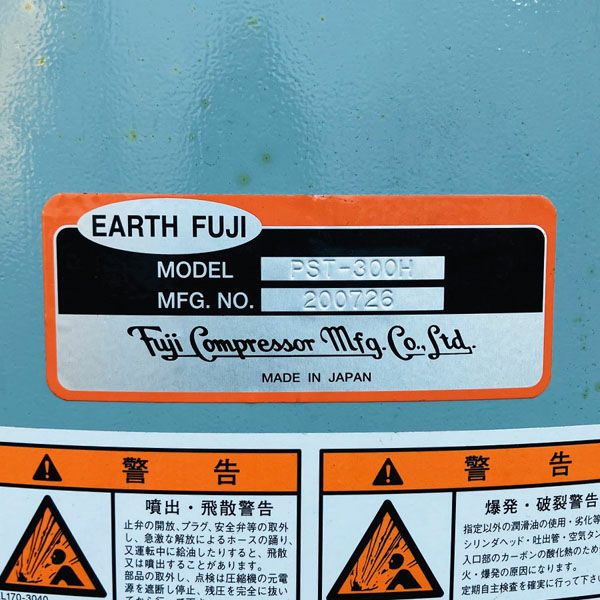 EARTH FUJI
MODEL PST-300H
MFG. NO. 200726
Fuji Compressor Mfg. Co., Ltd.
MADE IN JAPAN
警告
噴出・飛散警告
止弁の開放、プラグ、安全弁等の取外
し、急激な解放によるホースの踊り、
又運転中に給油したりすると、飛散
又は噴出することがあります。
部品の取外し、点検は圧縮機の元電
源を遮断し停止、残圧を完全に抜い
L170-3040
警告
爆発・破裂警告
指定以外の潤滑油の使用・劣化等
シリンダヘッド・吐出管・空気タン
入口部のカーボンの酸化熱のため
火・爆発の原因になります。
定期自主検査を確実に行って下さい